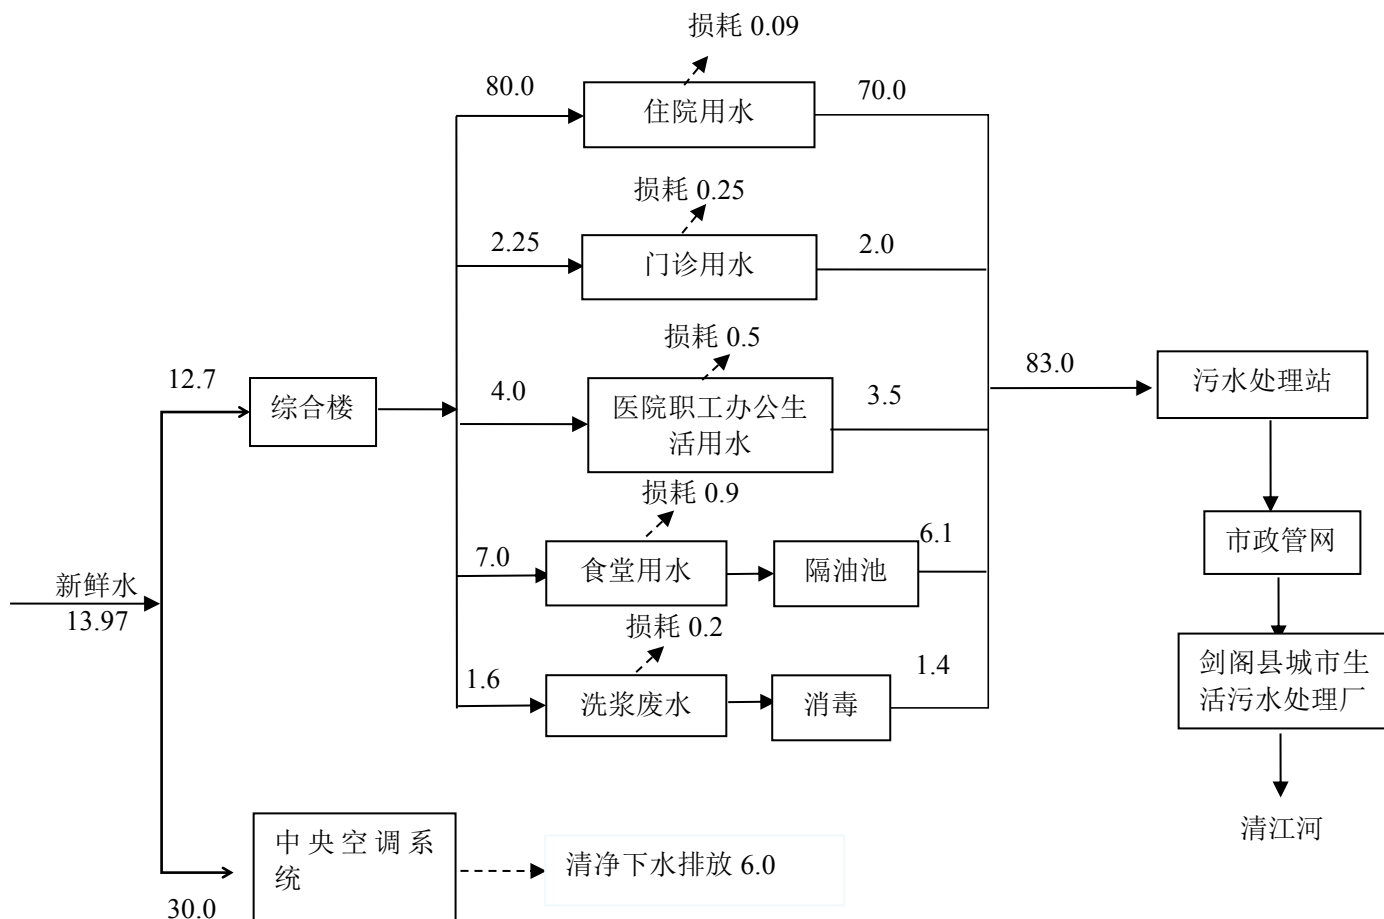 损耗 0.09
80.0
住院用水
70.0
损耗 0.25
2.25
门诊用水
2.0
损耗 0.5
4.0
医院职工办公生
活用水
3.5
83.0
污水处理站
12.7
综合楼
损耗 0.9
7.0
食堂用水
隔油池
6.1
市政管网
新鲜水
13.97
损耗 0.2
1.6
洗浆废水
消毒
1.4
剑阁县城市生
活污水处理厂
清江河
中央空调系
统
清净下水排放 6.0
30.0